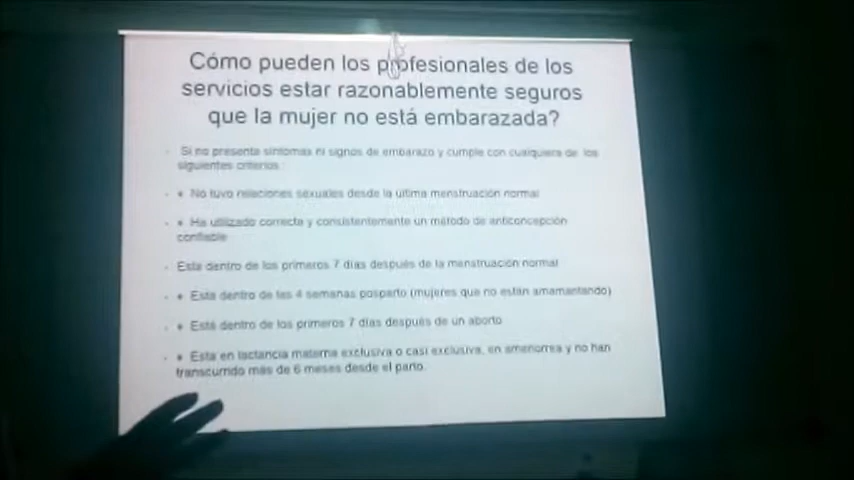 Cómo pueden los profesionales de los
servicios estar razonablemente seguros
que la mujer no está embarazada?
- Si no presenta síntomas ni signos de embarazo y cumple con cualquiera de los
siguientes criterios:
- • No tuvo relaciones sexuales desde la última menstruación normal
- • Ha utilizado correcta y consistentemente un método de anticoncepción
confiable
- Está dentro de los primeros 7 días después de la menstruación normal
- • Está dentro de las 4 semanas posparto (mujeres que no están amamantando)
- • Está dentro de los primeros 7 días después de un aborto
- • Está en lactancia materna exclusiva o casi exclusiva, en amenorrea y no han
transcurrido más de 6 meses desde el parto.